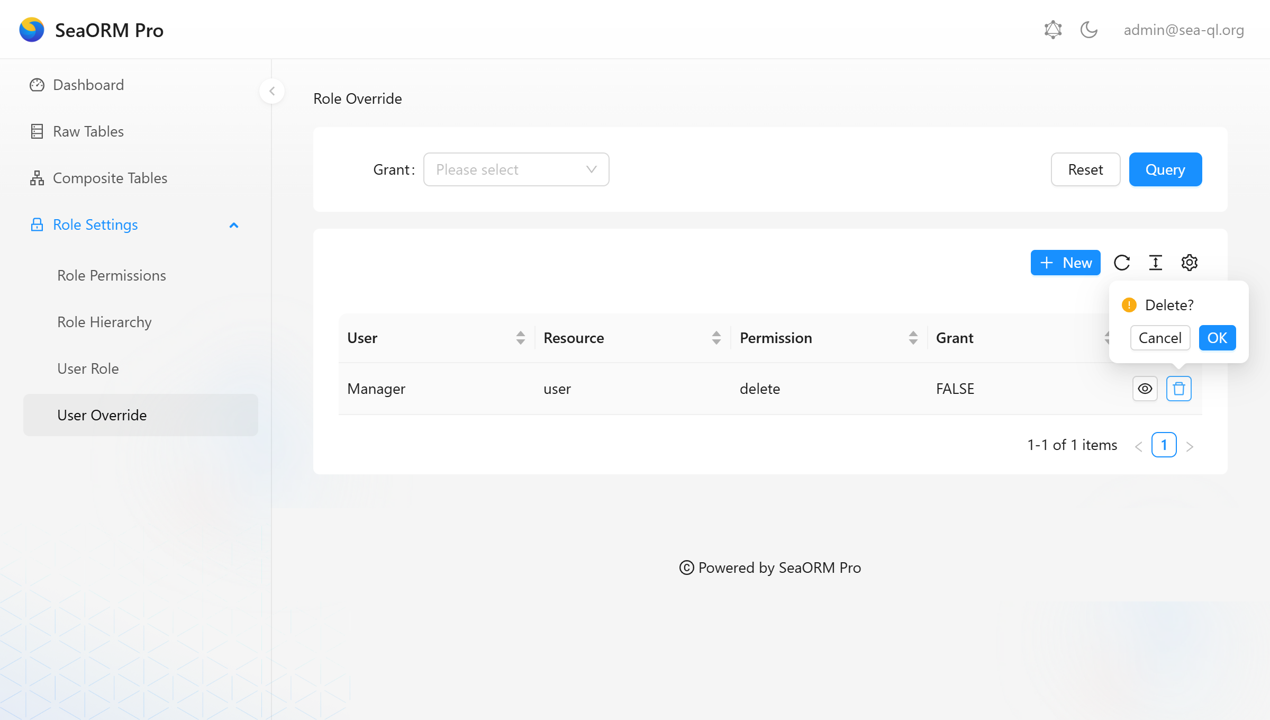 SeaORM Pro
admin@sea-ql.org
Dashboard
Raw Tables
Composite Tables
Role Settings
Role Permissions
Role Hierarchy
User Role
User Override
Role Override
Grant:
Please select
Reset
Query
New
Delete?
Cancel
OK
User
Resource
Permission
Grant
Manager
user
delete
FALSE
1-1 of 1 items
1
© Powered by SeaORM Pro